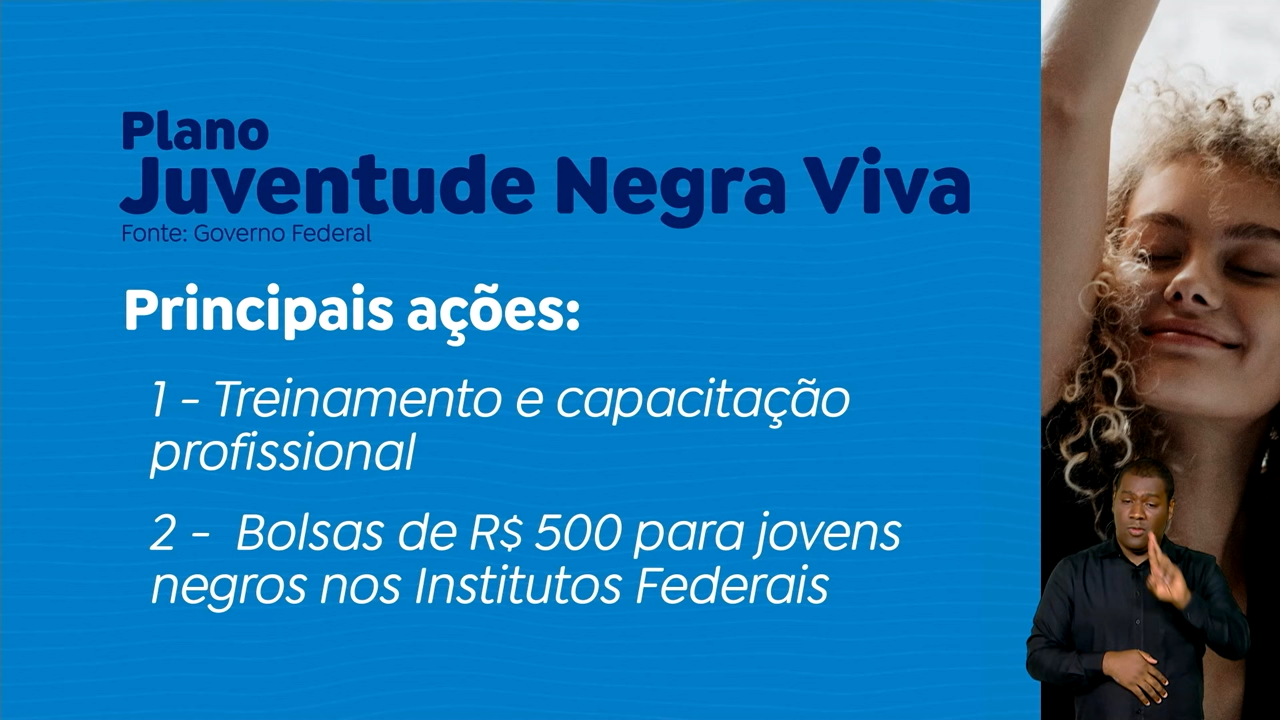 Plano
Juventude Negra Viva
Fonte: Governo Federal
Principais ações:
1 - Treinamento e capacitação
profissional
2 - Bolsas de R$ 500 para jovens
negros nos Institutos Federais